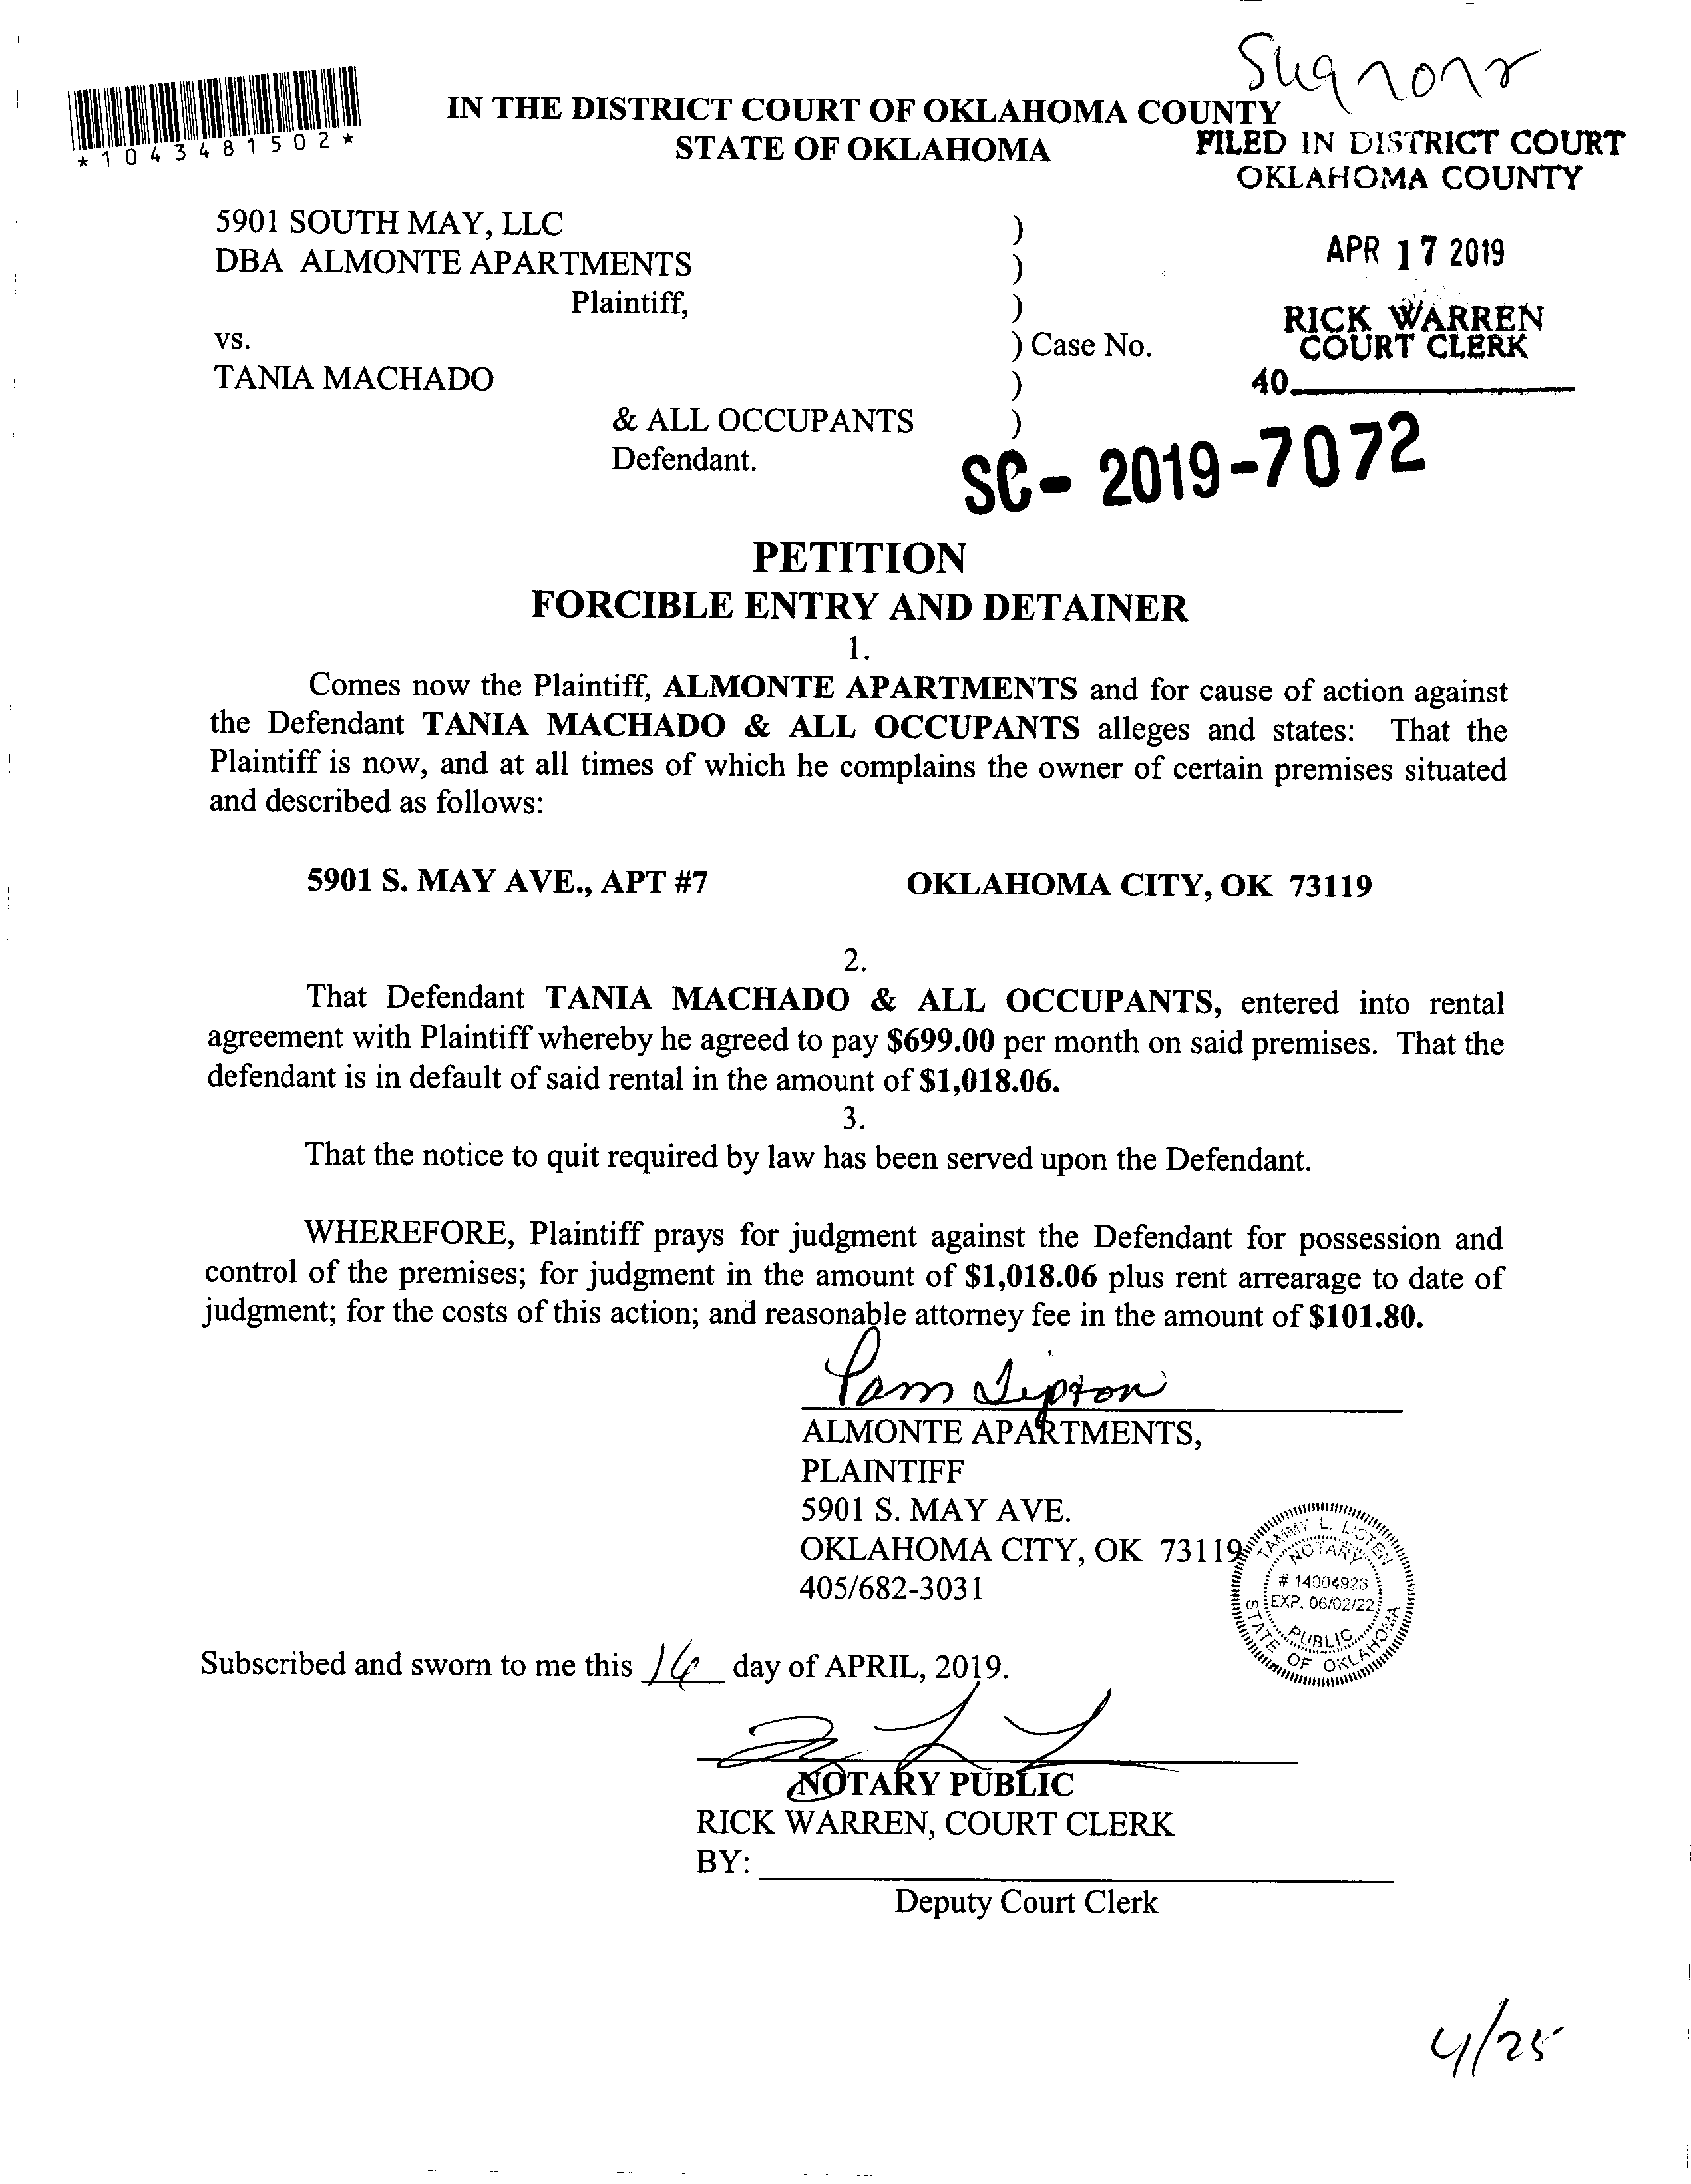 *1043481502*
IN THE DISTRICT COURT OF OKLAHOMA COUNTY
STATE OF OKLAHOMA
FILED IN DISTRICT COURT
OKLAHOMA COUNTY
APR 17 2019
RICK WARREN
COURT CLERK
40
5901 SOUTH MAY, LLC )
DBA ALMONTE APARTMENTS )
Plaintiff, )
vs. ) Case No.
TANIA MACHADO )
& ALL OCCUPANTS )
Defendant.
SC- 2019-7072
PETITION
FORCIBLE ENTRY AND DETAINER
1.
Comes now the Plaintiff, ALMONTE APARTMENTS and for cause of action against
the Defendant TANIA MACHADO & ALL OCCUPANTS alleges and states: That the
Plaintiff is now, and at all times of which he complains the owner of certain premises situated
and described as follows:
5901 S. MAY AVE., APT #7 OKLAHOMA CITY, OK 73119
2.
That Defendant TANIA MACHADO & ALL OCCUPANTS, entered into rental
agreement with Plaintiff whereby he agreed to pay $699.00 per month on said premises. That the
defendant is in default of said rental in the amount of $1,018.06.
3.
That the notice to quit required by law has been served upon the Defendant.
WHEREFORE, Plaintiff prays for judgment against the Defendant for possession and
control of the premises; for judgment in the amount of $1,018.06 plus rent arrearage to date of
judgment; for the costs of this action; and reasonable attorney fee in the amount of $101.80.
Pam Tipton
ALMONTE APARTMENTS,
PLAINTIFF
5901 S. MAY AVE.
OKLAHOMA CITY, OK 73119
405/682-3031
TAMMY L. LISTEN
NOTARY
# 14004923
EXP. 06/02/22
PUBLIC
STATE OF OKLAHOMA
Subscribed and sworn to me this 16 day of APRIL, 2019.
NOTARY PUBLIC
RICK WARREN, COURT CLERK
BY:
Deputy Court Clerk
4/25